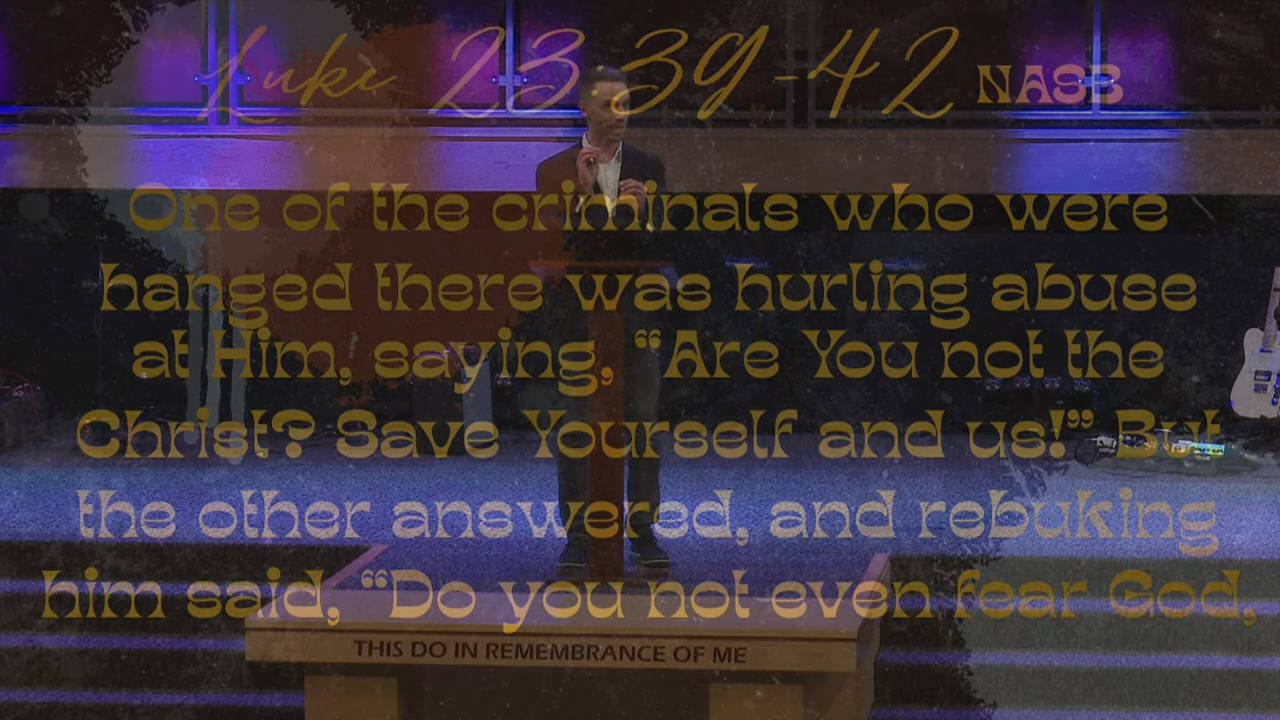 Luke 23:39-42 NASB
One of the criminals who were
hanged there was hurling abuse
at Him, saying, “Are You not the
Christ? Save Yourself and us!” But
the other answered, and rebuking
him said, “Do you not even fear God,
THIS DO IN REMEMBRANCE OF ME